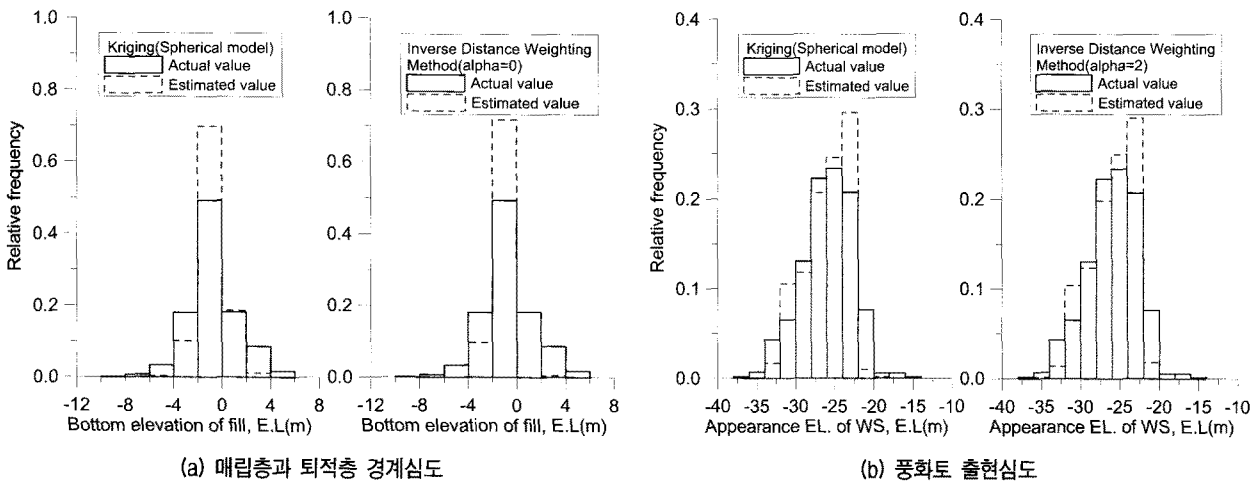 1.0
0.8
0.6
0.4
0.2
0.0
Relative frequency
Kriging(Spherical model)
Actual value
Estimated value
-12 -8 -4 0 4 8
Bottom elevation of fill, E.L(m)
1.0
0.8
0.6
0.4
0.2
0.0
Inverse Distance Weighting
Method(alpha=0)
Actual value
Estimated value
-12 -8 -4 0 4 8
Bottom elevation of fill, E.L(m)
(a) 매립층과 퇴적층 경계심도
0.4
0.3
0.2
0.1
0.0
Relative frequency
Kriging(Spherical model)
Actual value
Estimated value
-40 -35 -30 -25 -20 -15 -10
Appearance EL. of WS, E.L(m)
0.4
0.3
0.2
0.1
0.0
Inverse Distance Weighting
Method(alpha=2)
Actual value
Estimated value
-40 -35 -30 -25 -20 -15 -10
Appearance EL. of WS, E.L(m)
(b) 풍화토 출현심도